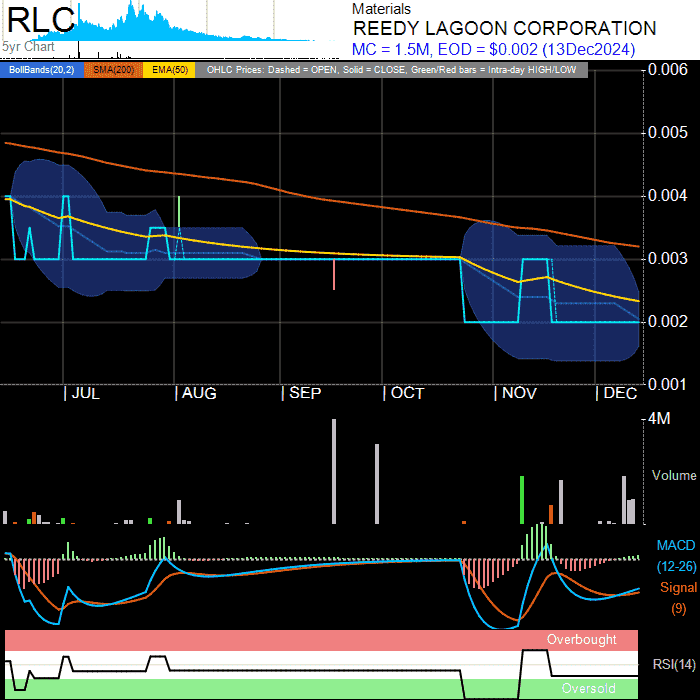 RLC
5yr Chart
Materials
REEDY LAGOON CORPORATION
MC = 1.5M, EOD = $0.002 (13Dec2024)
BollBands(20,2) SMA(200) EMA(50) OHLC Prices: Dashed = OPEN, Solid = CLOSE, Green/Red bars = Intra-day HIGH/LOW
0.006
0.005
0.004
0.003
0.002
0.001
JUL AUG SEP OCT NOV DEC
4M
Volume
MACD
(12-26)
Signal
(9)
Overbought
RSI(14)
Oversold